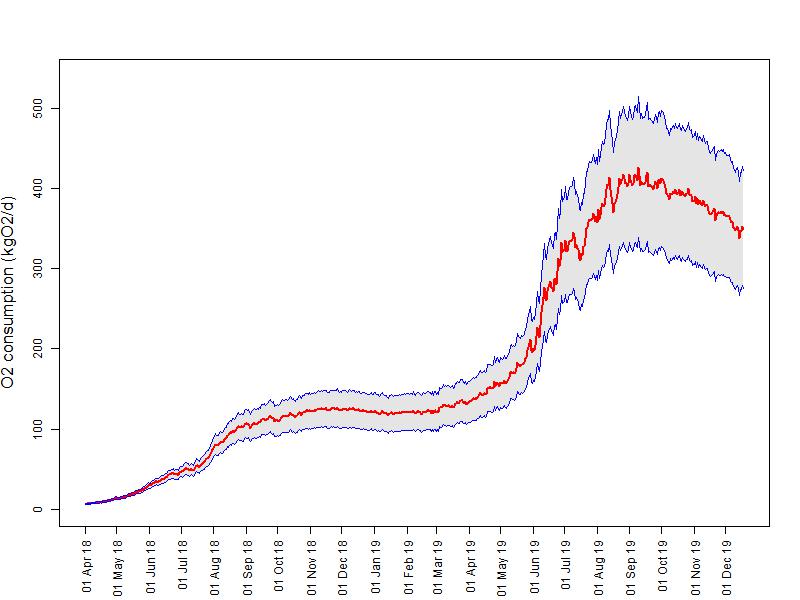 O2 consumption (kgO2/d)
500
400
300
200
100
0
01 Apr 18
01 May 18
01 Jun 18
01 Jul 18
01 Aug 18
01 Sep 18
01 Oct 18
01 Nov 18
01 Dec 18
01 Jan 19
01 Feb 19
01 Mar 19
01 Apr 19
01 May 19
01 Jun 19
01 Jul 19
01 Aug 19
01 Sep 19
01 Oct 19
01 Nov 19
01 Dec 19